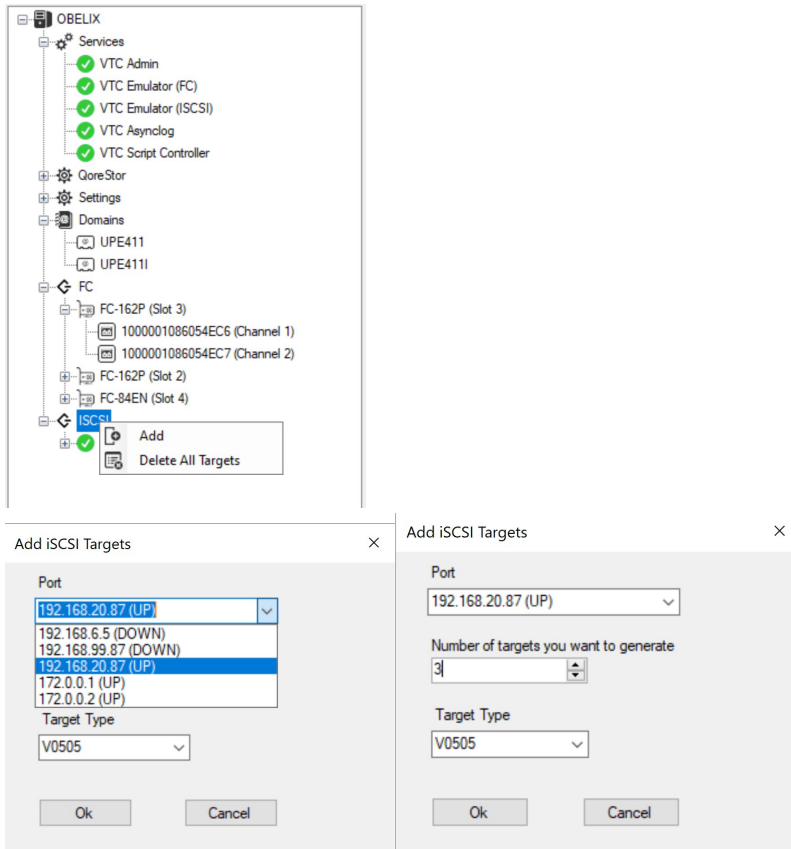 OBELIX
Services
VTC Admin
VTC Emulator (FC)
VTC Emulator (ISCSI)
VTC Asynclog
VTC Script Controller
QoreStor
Settings
Domains
UPE411
UPE411I
FC
FC-162P (Slot 3)
1000001086054EC6 (Channel 1)
1000001086054EC7 (Channel 2)
FC-162P (Slot 2)
FC-84EN (Slot 4)
ISCSI
Add
Delete All Targets
Add iSCSI Targets
Port
192.168.20.87 (UP)
192.168.6.5 (DOWN)
192.168.99.87 (DOWN)
192.168.20.87 (UP)
172.0.0.1 (UP)
172.0.0.2 (UP)
Target Type
V0505
Ok Cancel
Add iSCSI Targets
Port
192.168.20.87 (UP)
Number of targets you want to generate
3
Target Type
V0505
Ok Cancel